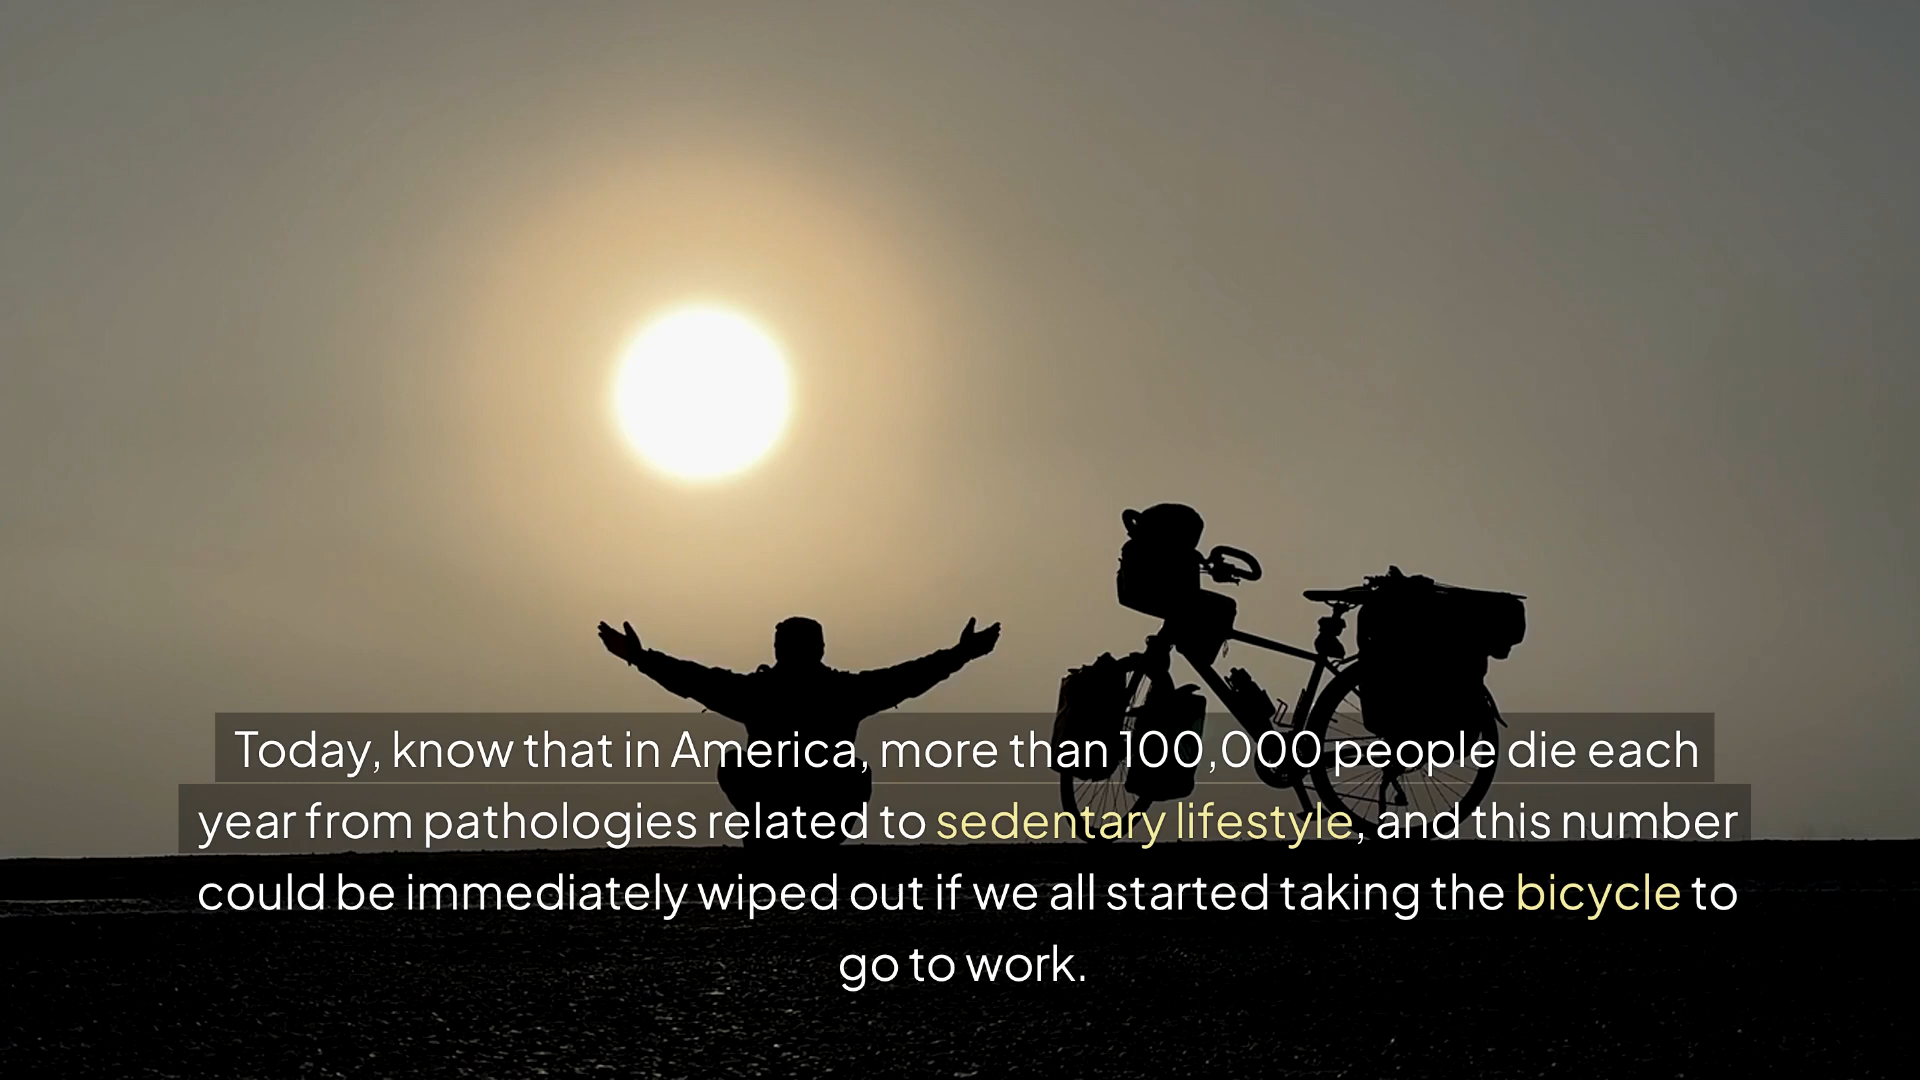 Today, know that in America, more than 100,000 people die each
year from pathologies related to sedentary lifestyle, and this number
could be immediately wiped out if we all started taking the bicycle to
go to work.